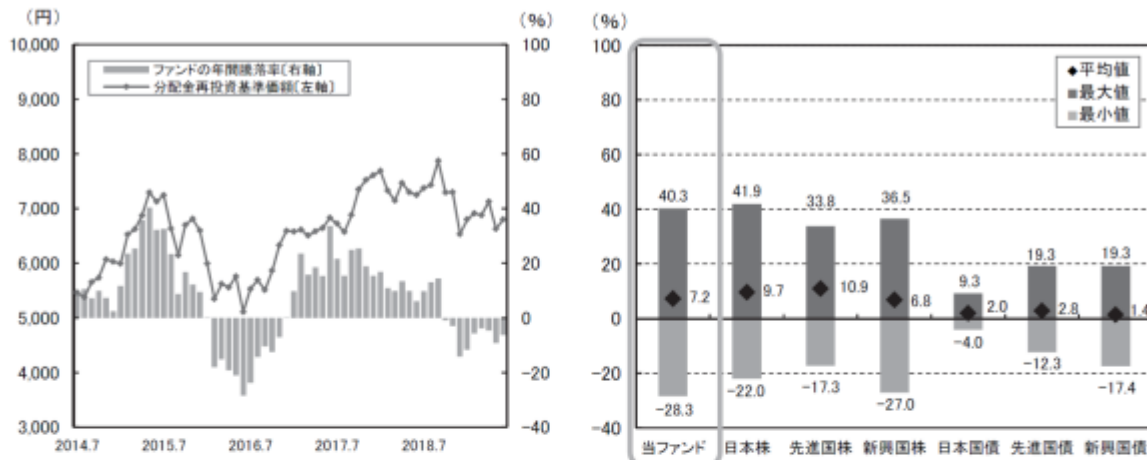 (円)
(%)
10,000
100
ファンドの年間騰落率〔右軸〕
分配金再投資基準価額〔左軸〕
9,000
80
8,000
60
7,000
40
6,000
20
5,000
0
4,000
-20
3,000
-40
2014.7 2015.7 2016.7 2017.7 2018.7
(%)
100
◆平均値
■最大値
■最小値
80
60
40
20
0
-20
-40
40.3 41.9 33.8 36.5 9.3 19.3 19.3
7.2 9.7 10.9 6.8 2.0 2.8 1.4
-28.3 -22.0 -17.3 -27.0 -4.0 -12.3 -17.4
当ファンド 日本株 先進国株 新興国株 日本国債 先進国債 新興国債